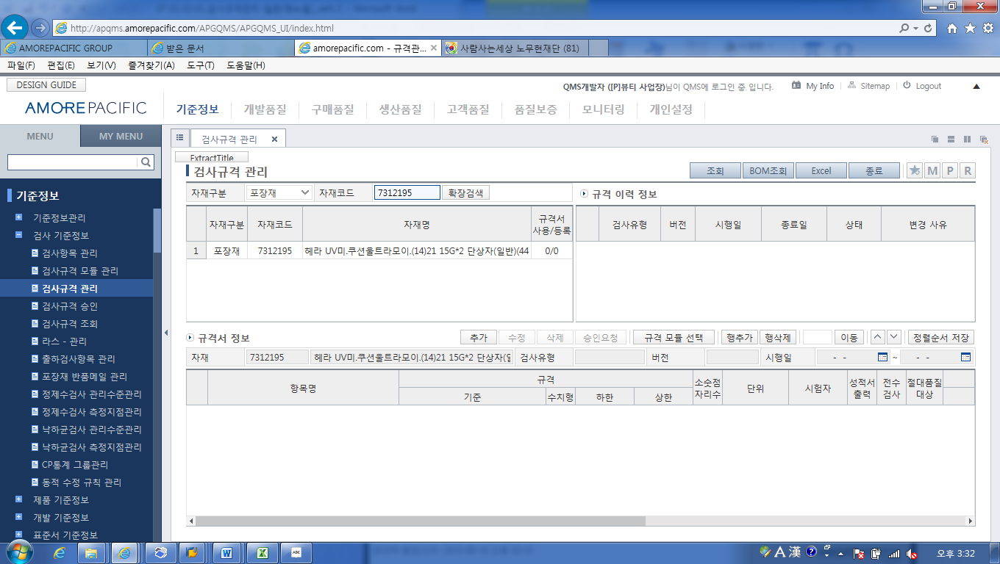 http://apqms.amorepacific.com/APGQMS/APGQMS_UI/index.html
AMOREPACIFIC GROUP
받은 문서
amorepacific.com - 규격관...
사람사는세상 노무현재단 (81)
파일(F) 편집(E) 보기(V) 즐겨찾기(A) 도구(T) 도움말(H)
DESIGN GUIDE
QMS개발자 ([P]뷰티 사업장)님이 QMS에 로그인 중 입니다.
My Info
Sitemap
Logout
AMOREPACIFIC
기준정보 개발품질 구매품질 생산품질 고객품질 품질보증 모니터링 개인설정
MENU
MY MENU
기준정보
기준정보관리
검사 기준정보
검사항목 관리
검사규격 모듈 관리
검사규격 관리
검사규격 승인
검사규격 조회
라스 - 관리
출하검사항목 관리
포장재 반품메일 관리
정제수검사 관리수준관리
정제수검사 측정지점관리
낙하균검사 관리수준관리
낙하균검사 측정지점관리
CP통계 그룹관리
동적 수정 규칙 관리
제품 기준정보
개발 기준정보
표준서 기준정보
검사규격 관리
ExtractTitle
검사규격 관리
조회 BOM조회 Excel 종료 M P R
자재구분 포장재 자재코드 7312195 확장검색
자재구분 자재코드 자재명 규격서 사용/등록
1 포장재 7312195 헤라 UV미.쿠션울트라모이.(14)21 15G*2 단상자(일반)(44 0/0
규격 이력 정보
검사유형 버전 시행일 종료일 상태 변경 사유
규격서 정보
추가 수정 삭제 승인요청 규격 모듈 선택 행추가 행삭제 이동 정렬순서 저장
자재 7312195 헤라 UV미.쿠션울트라모이.(14)21 15G*2 단상자(일 검사유형 버전 시행일 - - ~ - -
항목명 규격 소숫점 자리수 단위 시험자 성적서 출력 전수 검사 절대품질 대상
기준 수치형 하한 상한
A 漢
오후 3:32